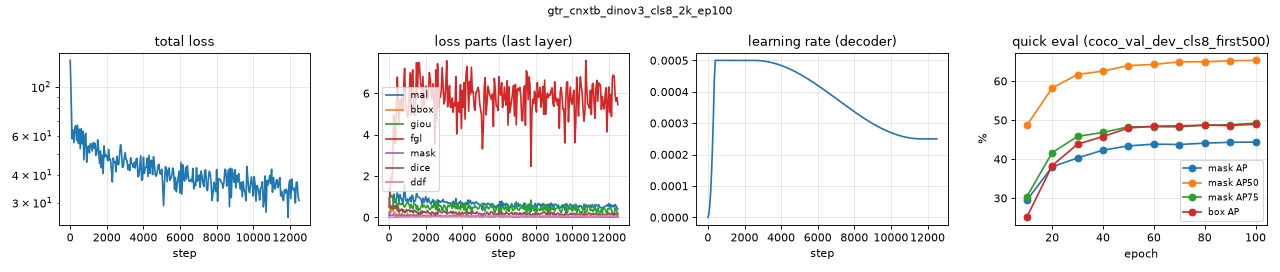 gtr_cnxtb_dinov3_cls8_2k_ep100
total loss
10²
6 × 10¹
4 × 10¹
3 × 10¹
0 2000 4000 6000 8000 10000 12000
step
loss parts (last layer)
6
4
2
0
mal
bbox
giou
fgl
mask
dice
ddf
0 2000 4000 6000 8000 10000 12000
step
learning rate (decoder)
0.0005
0.0004
0.0003
0.0002
0.0001
0.0000
0 2000 4000 6000 8000 10000 12000
step
quick eval (coco_val_dev_cls8_first500)
%
60
50
40
30
mask AP
mask AP50
mask AP75
box AP
20 40 60 80 100
epoch